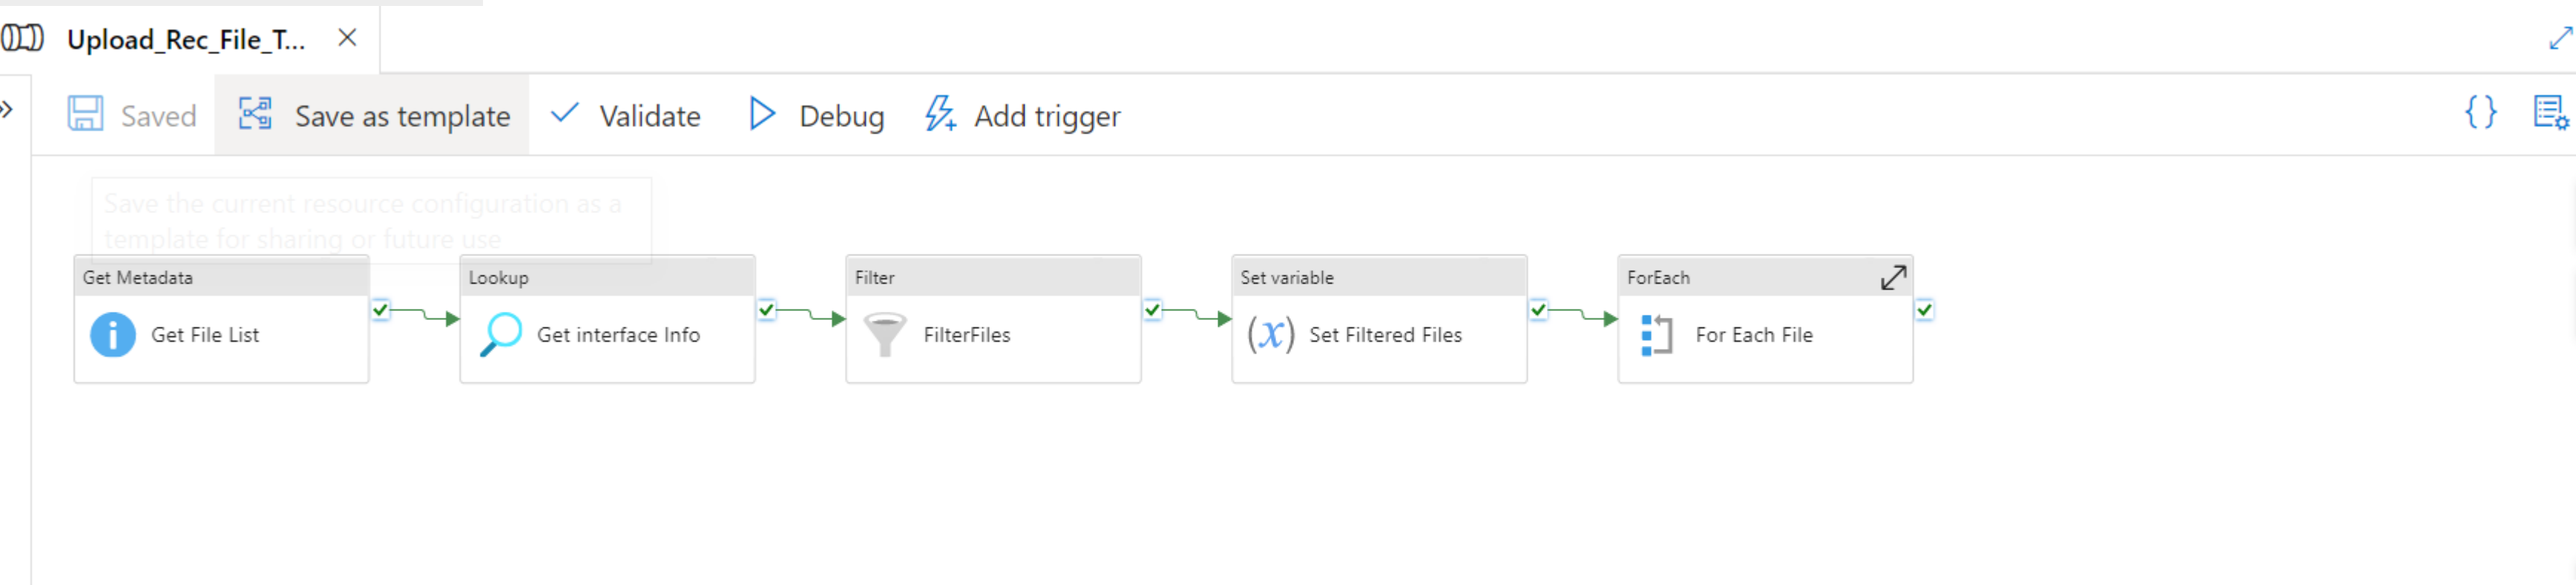 Upload_Rec_File_T...
Saved Save as template Validate Debug Add trigger
Save the current resource configuration as a
template for sharing or future use
Get Metadata
Get File List
Lookup
Get interface Info
Filter
FilterFiles
Set variable
(x) Set Filtered Files
ForEach
For Each File